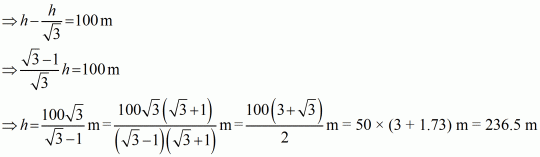 ⇒h−h/√3=100 m
⇒(√3−1)/√3 h=100 m
⇒h=100√3/(√3−1) m=100√3(√3+1)/((√3−1)(√3+1)) m=100(3+√3)/2 m = 50 × (3 + 1.73) m = 236.5 m